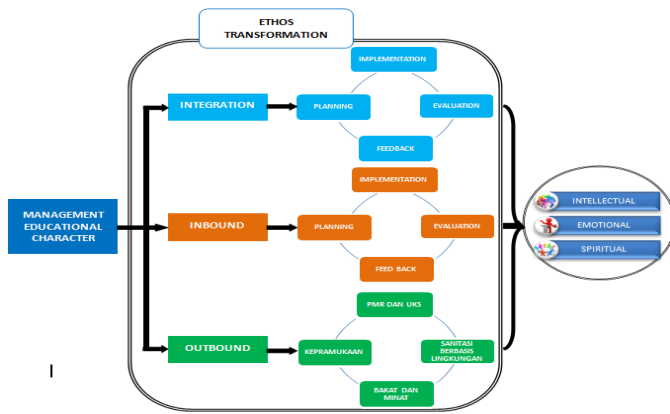 ETHOS
TRANSFORMATION
IMPLEMENTATION
INTEGRATION
PLANNING
EVALUATION
FEEDBACK
IMPLEMENTATION
MANAGEMENT
EDUCATIONAL
CHARACTER
INBOUND
PLANNING
EVALUATION
FEED BACK
INTELLECTUAL
EMOTIONAL
SPIRITUAL
PMR DAN UKS
OUTBOUND
KEPRAMUKAAN
SANITASI
BERBASIS
LINGKUNGAN
BAKAT DAN
MINAT
I